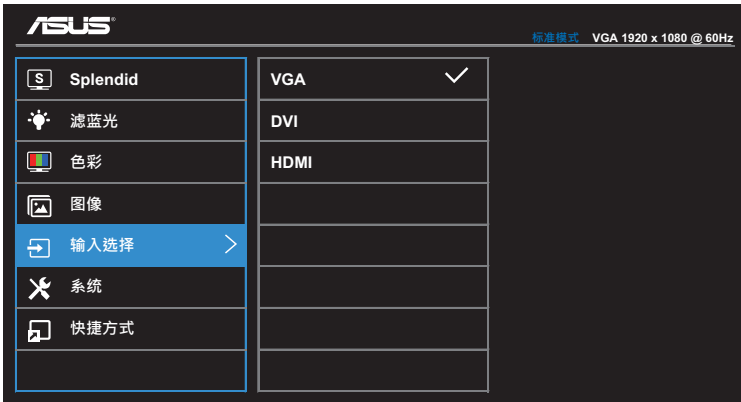 ASUS
标准模式 VGA 1920 x 1080 @ 60Hz
S Splendid
滤蓝光
色彩
图像
输入选择
系统
快捷方式
VGA
DVI
HDMI